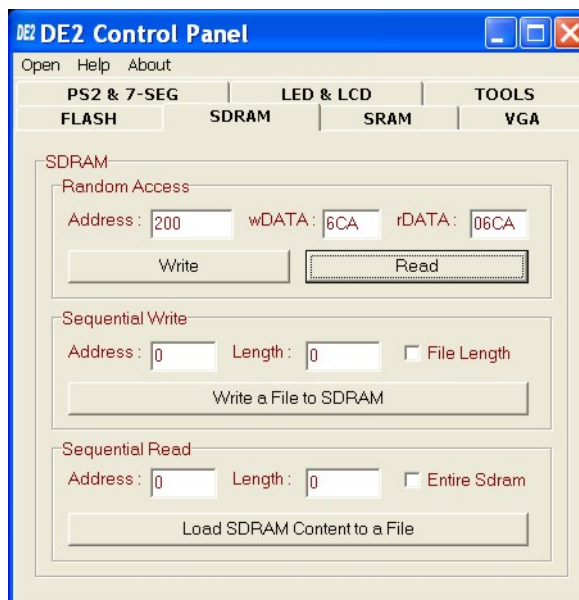 DE2 DE2 Control Panel
Open Help About
PS2 & 7-SEG LED & LCD TOOLS
FLASH SDRAM SRAM VGA
SDRAM
Random Access
Address : 200 wDATA : 6CA rDATA : 06CA
Write Read
Sequential Write
Address : 0 Length : 0 File Length
Write a File to SDRAM
Sequential Read
Address : 0 Length : 0 Entire Sdram
Load SDRAM Content to a File